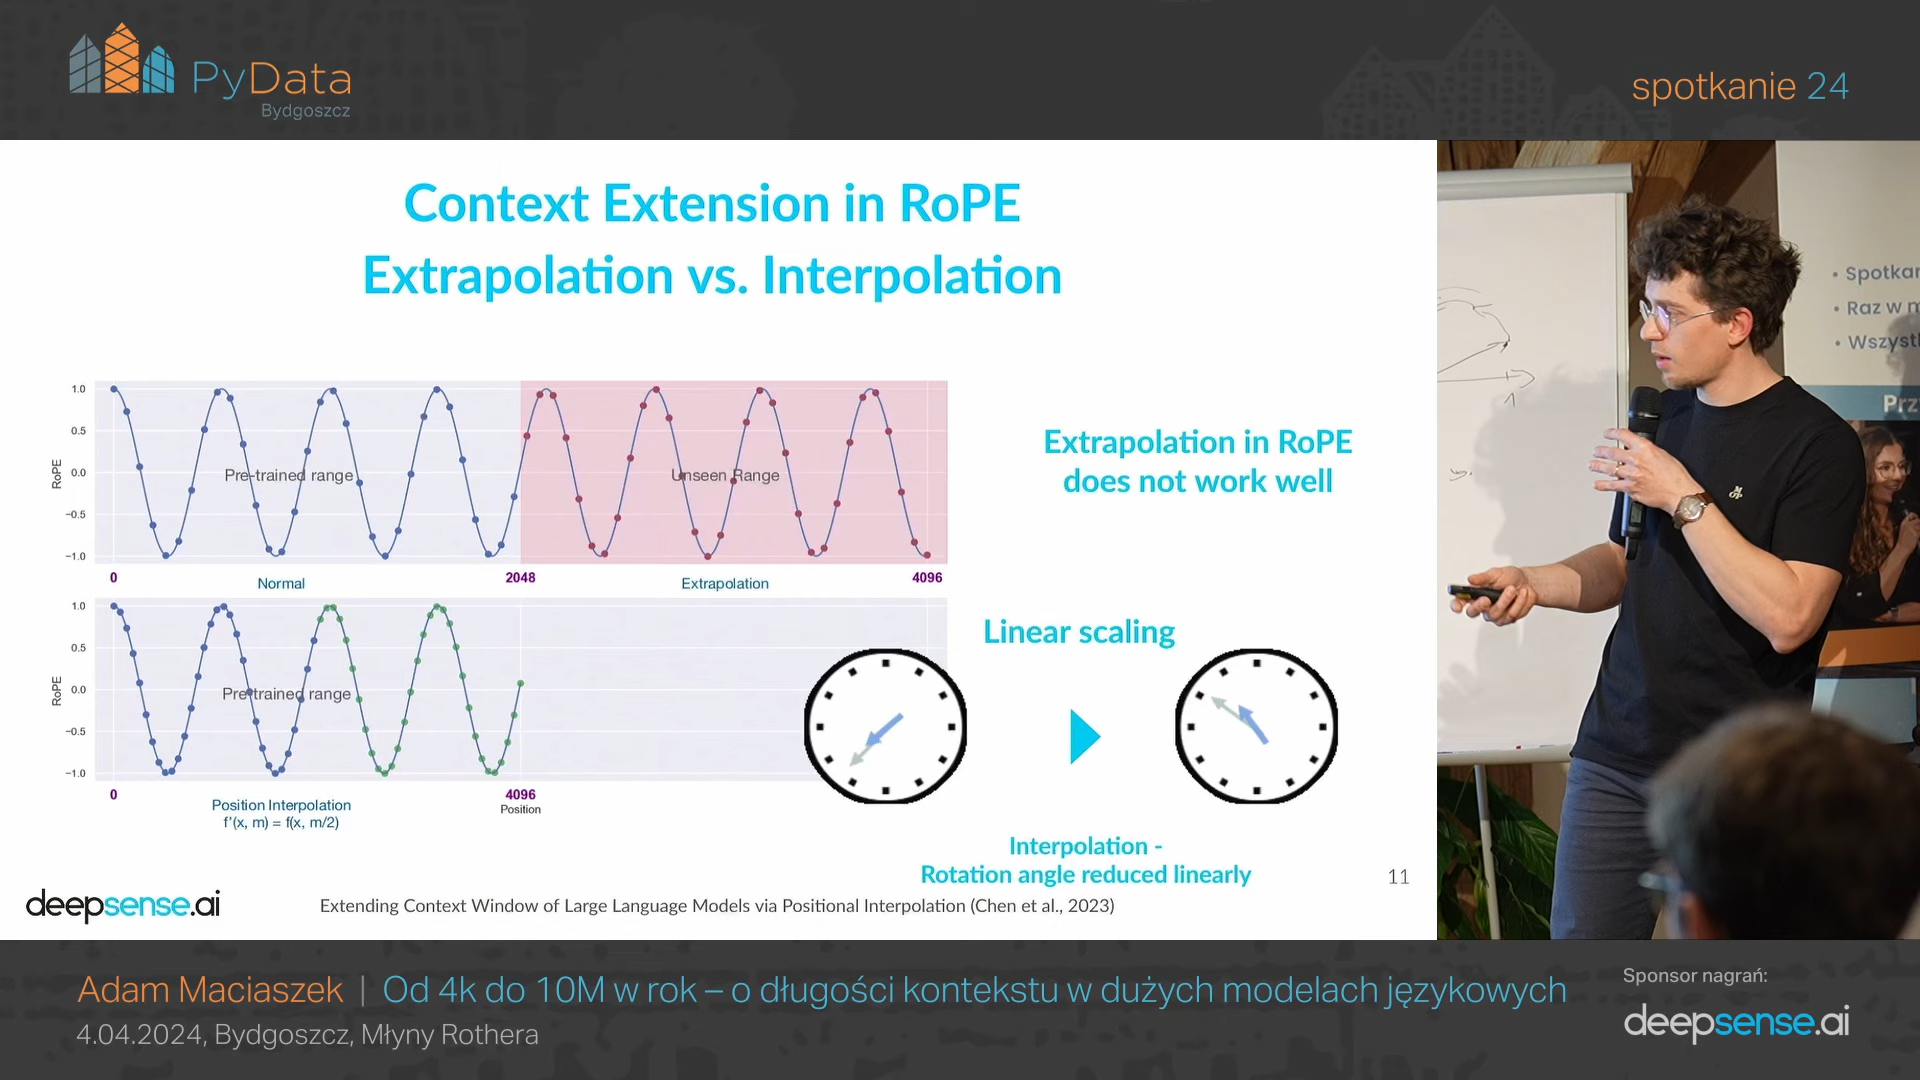 PyData
Bydgoszcz
spotkanie 24
Context Extension in RoPE
Extrapolation vs. Interpolation
1.0
0.5
0.0
−0.5
−1.0
RoPE
Pre-trained range
Unseen Range
0
2048
4096
Normal
Extrapolation
Extrapolation in RoPE
does not work well
1.0
0.5
0.0
−0.5
−1.0
RoPE
Pre-trained range
0
4096
Position
Position Interpolation
f'(x, m) = f(x, m/2)
Linear scaling
Interpolation -
Rotation angle reduced linearly
11
deepsense.ai
Extending Context Window of Large Language Models via Positional Interpolation (Chen et al., 2023)
• Raz w
1
Adam Maciaszek | Od 4k do 10M w rok – o długości kontekstu w dużych modelach językowych
4.04.2024, Bydgoszcz, Młyny Rothera
Sponsor nagrań:
deepsense.ai